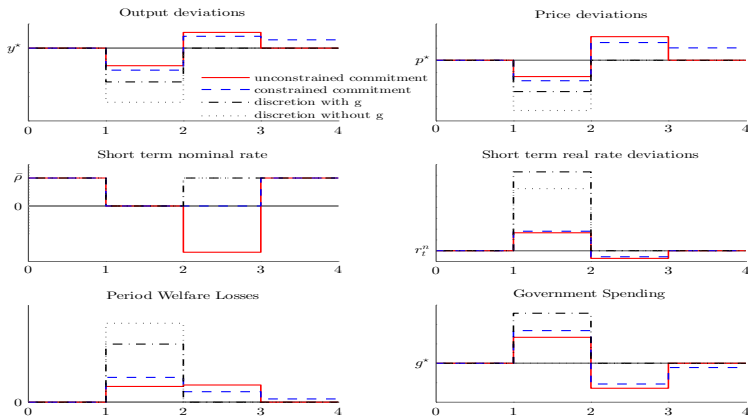 Output deviations
y*
0 1 2 3 4
unconstrained commitment
constrained commitment
discretion with g
discretion without g
Price deviations
p*
0 1 2 3 4
Short term nominal rate
ρ̄
0
0 1 2 3 4
Short term real rate deviations
r_t^n
0 1 2 3 4
Period Welfare Losses
0
0 1 2 3 4
Government Spending
g*
0 1 2 3 4